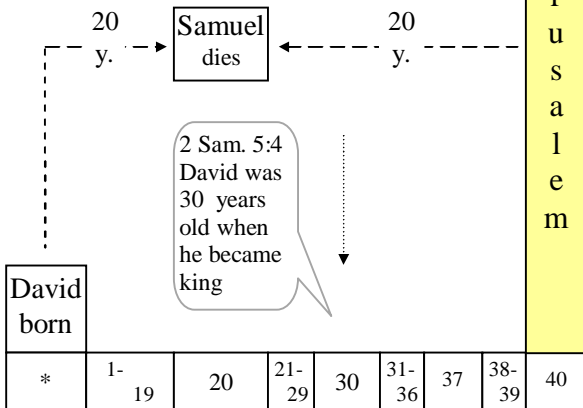 20
y.
Samuel
dies
20
y.
u
s
a
l
e
m
2 Sam. 5:4
David was
30 years
old when
he became
king
David
born
*
1-
19
20
21-
29
30
31-
36
37
38-
39
40